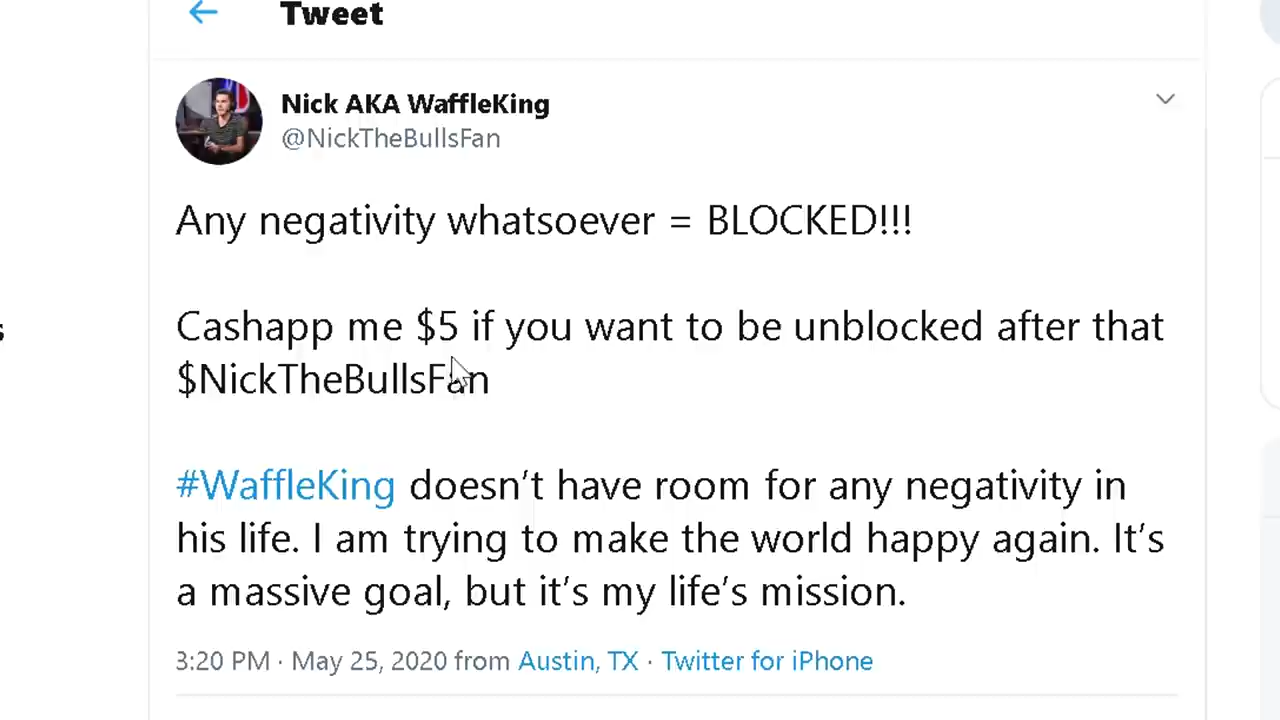 Tweet
Nick AKA WaffleKing
@NickTheBullsFan
Any negativity whatsoever = BLOCKED!!!
Cashapp me $5 if you want to be unblocked after that
$NickTheBullsFan
#WaffleKing doesn’t have room for any negativity in
his life. I am trying to make the world happy again. It’s
a massive goal, but it’s my life’s mission.
3:20 PM · May 25, 2020 from Austin, TX · Twitter for iPhone